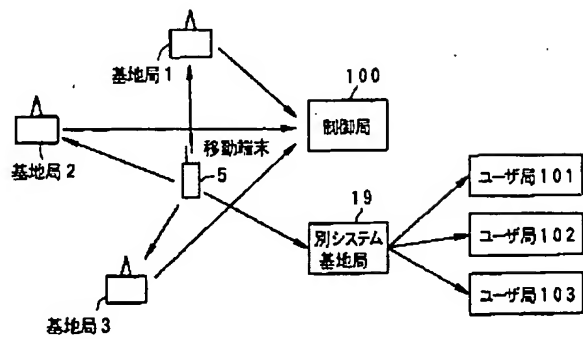 基地局1
100
制御局
基地局2
移動端末
5
19
別システム
基地局
ユーザ局101
ユーザ局102
ユーザ局103
基地局3